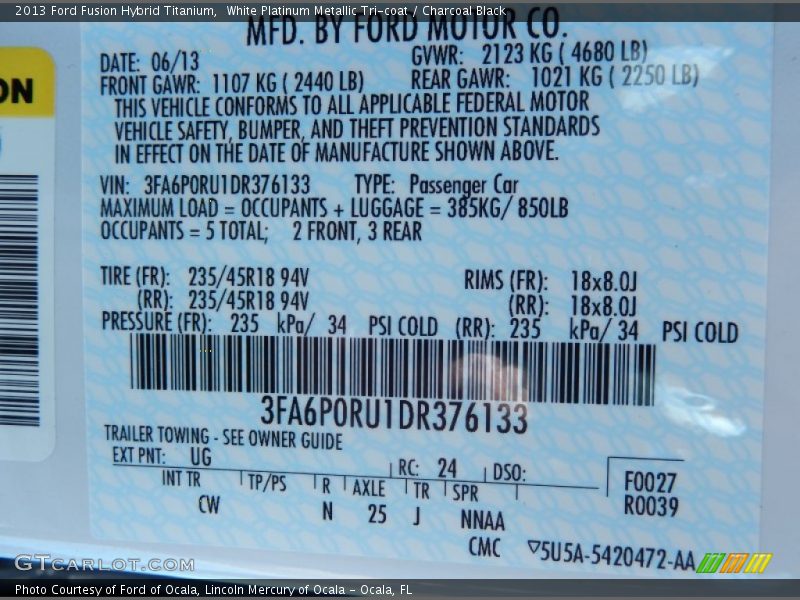 2013 Ford Fusion Hybrid Titanium,  White Platinum Metallic Tri-coat / Charcoal Black
MFD. BY FORD MOTOR CO.
DATE: 06/13 GVWR: 2123 KG ( 4680 LB)
FRONT GAWR: 1107 KG ( 2440 LB) REAR GAWR: 1021 KG ( 2250 LB)
THIS VEHICLE CONFORMS TO ALL APPLICABLE FEDERAL MOTOR
VEHICLE SAFETY, BUMPER, AND THEFT PREVENTION STANDARDS
IN EFFECT ON THE DATE OF MANUFACTURE SHOWN ABOVE.
ON
VIN: 3FA6P0RU1DR376133 TYPE: Passenger Car
MAXIMUM LOAD = OCCUPANTS + LUGGAGE = 385KG/ 850LB
OCCUPANTS = 5 TOTAL; 2 FRONT, 3 REAR
TIRE (FR): 235/45R18 94V RIMS (FR): 18x8.0J
(RR): 235/45R18 94V (RR): 18x8.0J
PRESSURE (FR): 235 kPa/ 34 PSI COLD (RR): 235 kPa/ 34 PSI COLD
3FA6P0RU1DR376133
TRAILER TOWING - SEE OWNER GUIDE
EXT PNT: UG RC: 24 DSO: F0027
INT TR TP/PS R AXLE TR SPR R0039
CW N 25 J NNAA
CMC ▽5U5A-5420472-AA
GTCarLot.com
Photo Courtesy of Ford of Ocala, Lincoln Mercury of Ocala - Ocala, FL